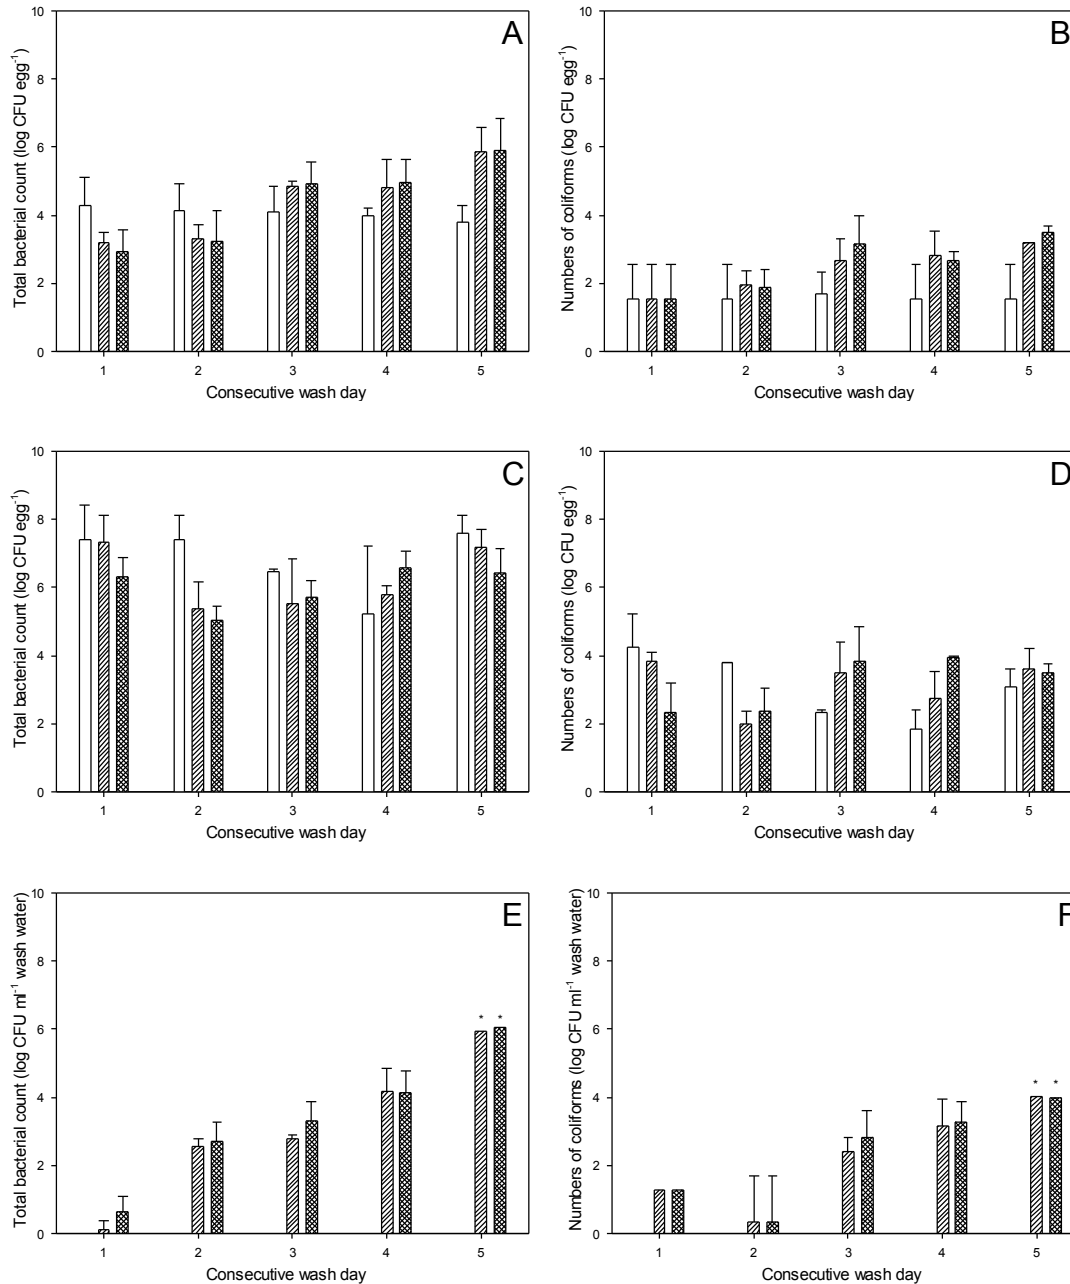 A
Total bacterial count (log CFU egg-1)
10
8
6
4
2
0
1 2 3 4 5
Consecutive wash day
B
Numbers of coliforms (log CFU egg-1)
10
8
6
4
2
0
1 2 3 4 5
Consecutive wash day
C
Total bacterial count (log CFU egg-1)
10
8
6
4
2
0
1 2 3 4 5
Consecutive wash day
D
Numbers of coliforms (log CFU egg-1)
10
8
6
4
2
0
1 2 3 4 5
Consecutive wash day
E
Total bacterial count (log CFU ml-1 wash water)
10
8
6
4
2
0
* *
1 2 3 4 5
Consecutive wash day
F
Numbers of coliforms (log CFU ml-1 wash water)
10
8
6
4
2
0
* *
1 2 3 4 5
Consecutive wash day